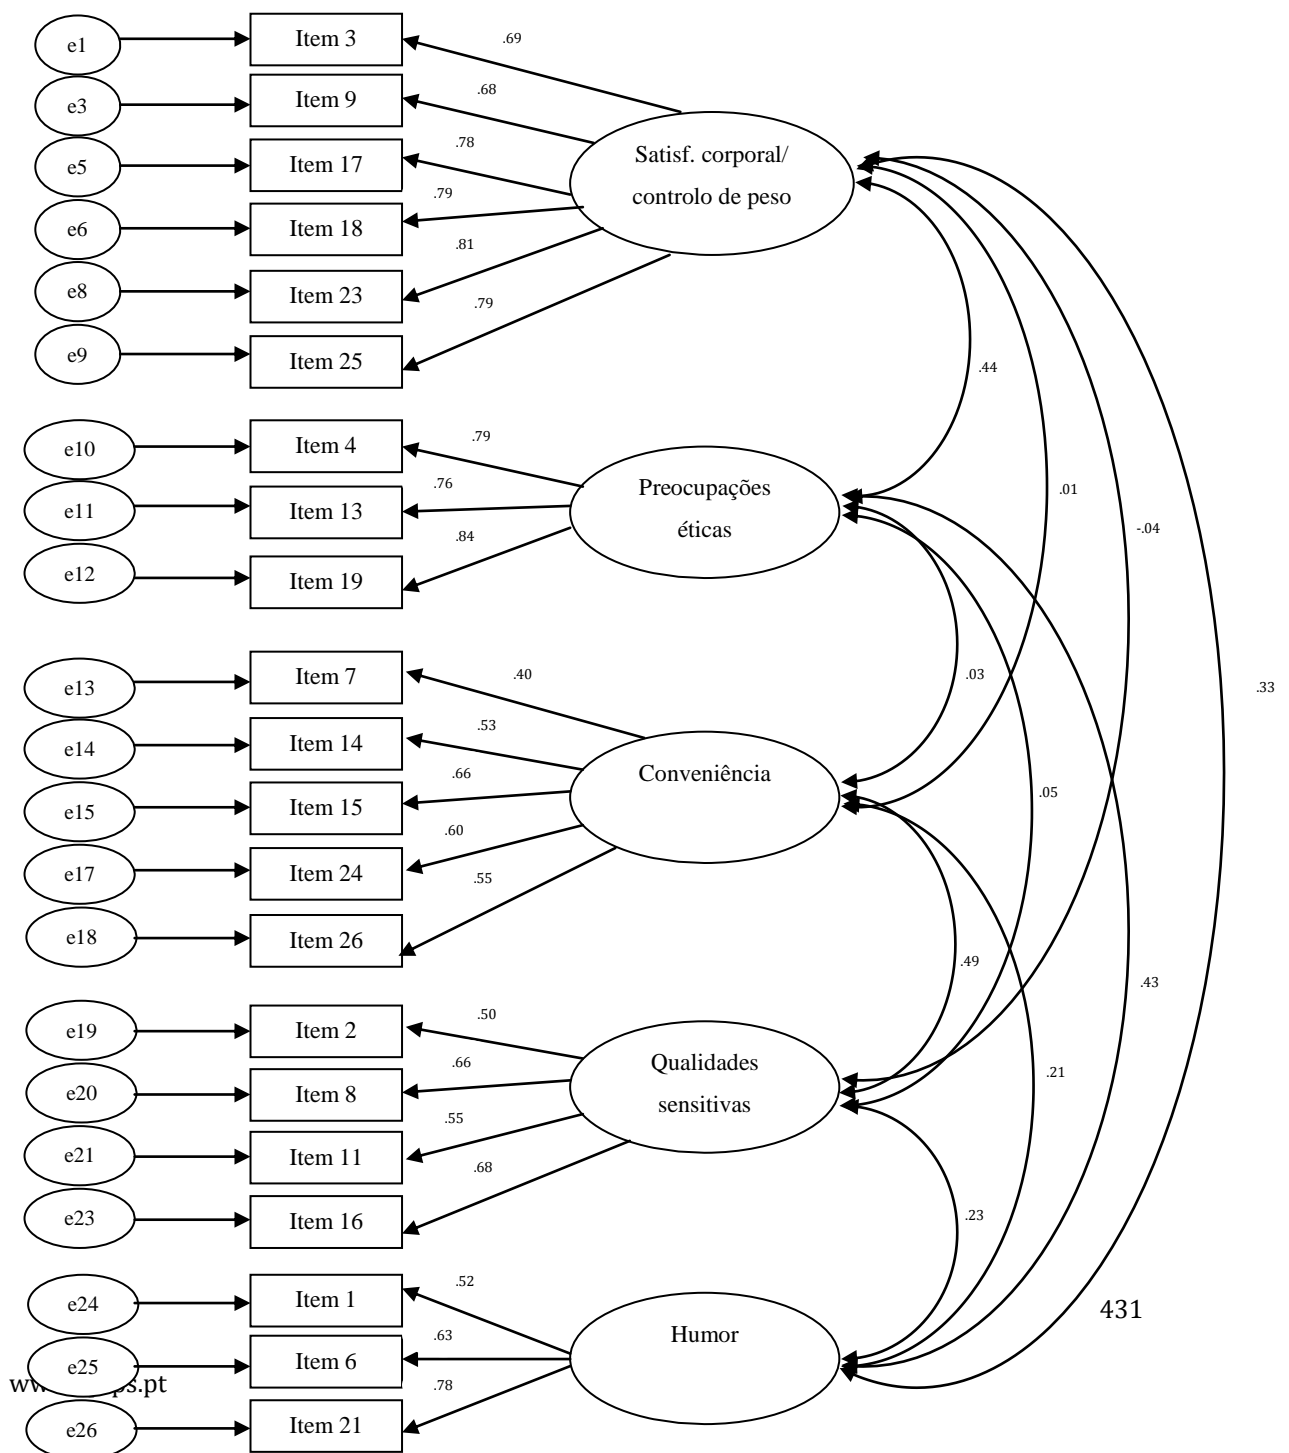 e1
Item 3
.69
e3
Item 9
.68
e5
Item 17
.78
e6
Item 18
.79
e8
Item 23
.81
e9
Item 25
.79
Satisf. corporal/
controlo de peso
.44
e10
Item 4
.79
e11
Item 13
.76
e12
Item 19
.84
Preocupações
éticas
.01
-.04
.03
.33
e13
Item 7
.40
e14
Item 14
.53
e15
Item 15
.66
e17
Item 24
.60
e18
Item 26
.55
Conveniência
.05
.49
.43
e19
Item 2
.50
e20
Item 8
.66
e21
Item 11
.55
e23
Item 16
.68
Qualidades
sensitivas
.21
.23
e24
Item 1
.52
e25
Item 6
.63
e26
Item 21
.78
Humor
431